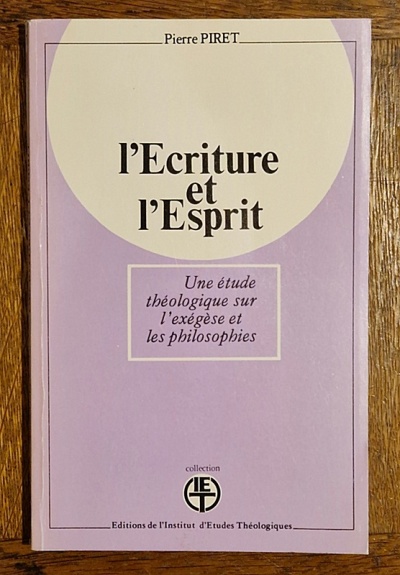 Pierre PIRET
l'Ecriture
et
l'Esprit
Une étude
théologique sur
l'exégèse et
les philosophies
collection
IET
Editions de l'Institut d'Etudes Théologiques